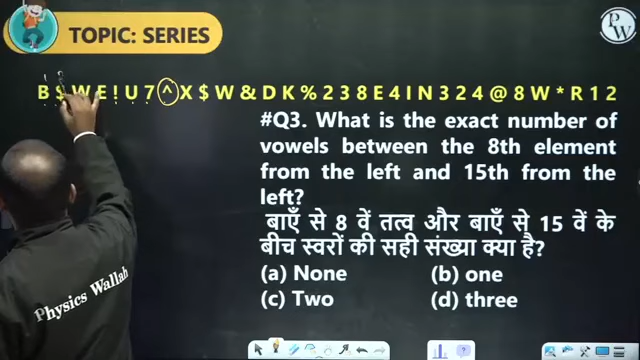 TOPIC: SERIES
PW
B $ W E ! U 7 ^ X $ W & D K % 2 3 8 E 4 I N 3 2 4 @ 8 W * R 1 2
#Q3. What is the exact number of
vowels between the 8th element
from the left and 15th from the
left?
बाएँ से 8 वें तत्व और बाएँ से 15 वें के
बीच स्वरों की सही संख्या क्या है?
(a) None (b) one
(c) Two (d) three
Physics Wallah